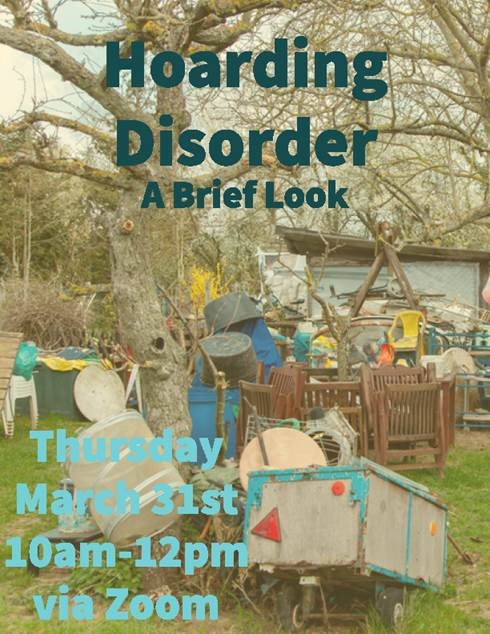 Hoarding
Disorder
A Brief Look
Thursday
March 31st
10am-12pm
via Zoom